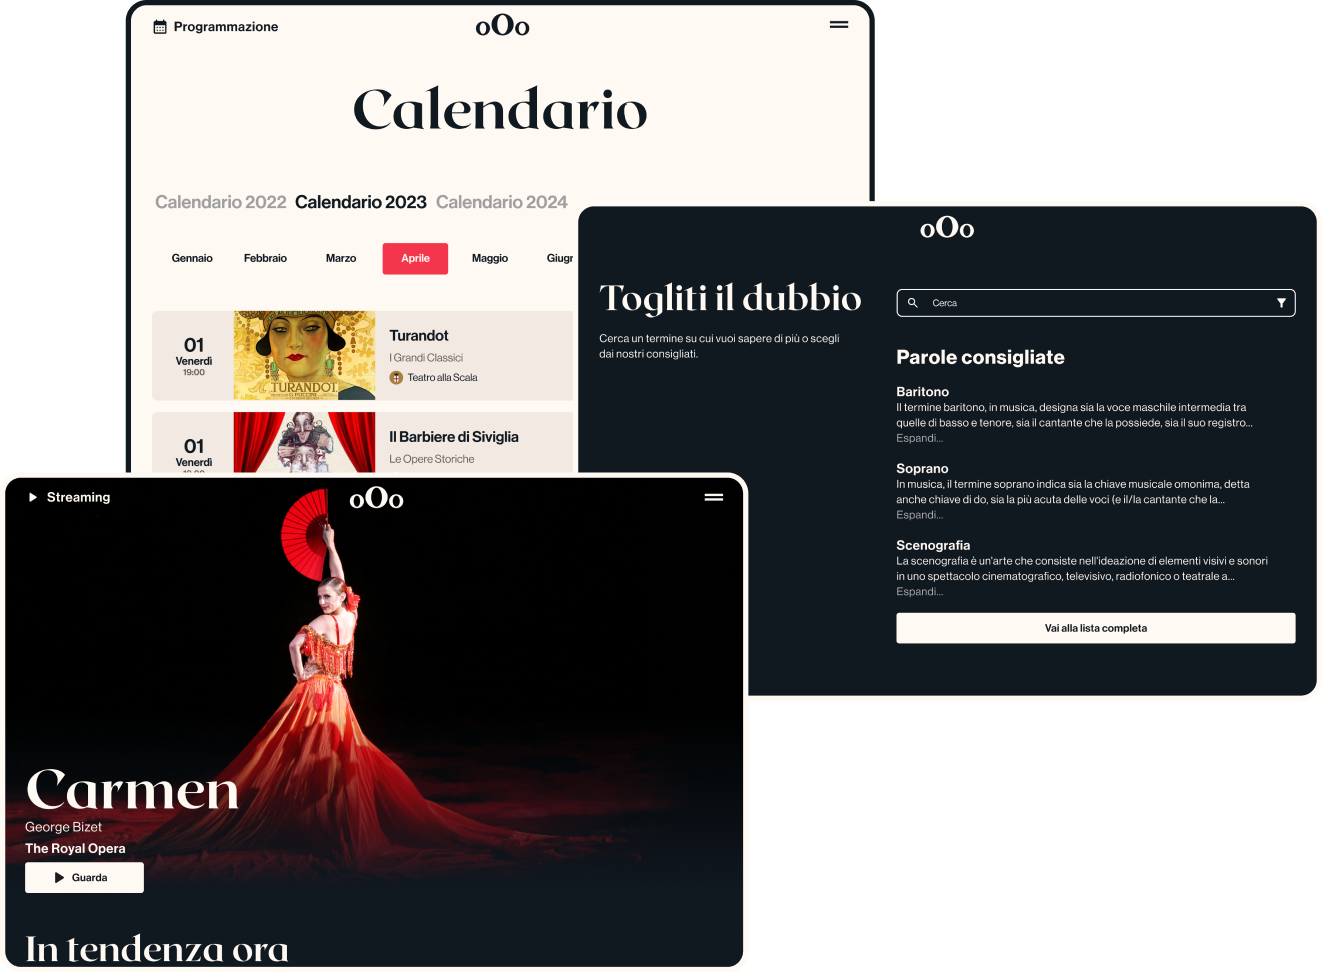 Programmazione
oOo
Calendario
Calendario 2022 Calendario 2023 Calendario 2024
Gennaio Febbraio Marzo Aprile Maggio Giugr
01
Venerdì
19:00
TURANDOT
G. PUCCINI
Turandot
I Grandi Classici
Teatro alla Scala
01
Venerdì
Il Barbiere di Siviglia
Le Opere Storiche
oOo
Togliti il dubbio
Cerca un termine su cui vuoi sapere di più o scegli
dai nostri consigliati.
Cerca
Parole consigliate
Baritono
Il termine baritono, in musica, designa sia la voce maschile intermedia tra
quelle di basso e tenore, sia il cantante che la possiede, sia il suo registro...
Espandi...
Soprano
In musica, il termine soprano indica sia la chiave musicale omonima, detta
anche chiave di do, sia la più acuta delle voci (e il/la cantante che la...
Espandi...
Scenografia
La scenografia è un'arte che consiste nell'ideazione di elementi visivi e sonori
in uno spettacolo cinematografico, televisivo, radiofonico o teatrale a...
Espandi...
Vai alla lista completa
Streaming
oOo
Carmen
George Bizet
The Royal Opera
Guarda
In tendenza ora